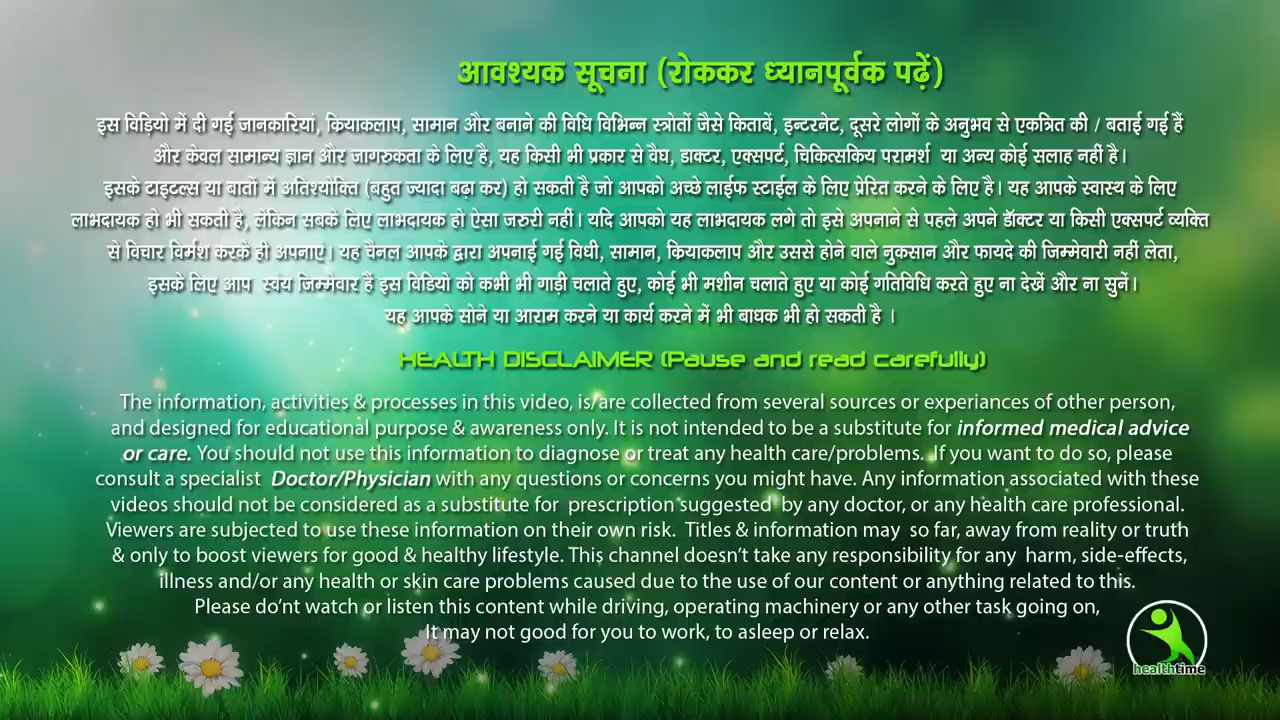 आवश्यक सूचना (रोककर ध्यानपूर्वक पढ़ें)
इस विड़ियो में दी गई जानकारियां, क्रियाकलाप, सामान और बनाने की विधि विभिन्न स्त्रोतों जैसे किताबें, इन्टरनेट, दूसरे लोगों के अनुभव से एकत्रित की / बताई गई हैं
और केवल सामान्य ज्ञान और जागरुकता के लिए है, यह किसी भी प्रकार से वैघ, डाक्टर, एक्सपर्ट, चिकित्सकिय परामर्श या अन्य कोई सलाह नहीं है।
इसके टाइटल्स या बातों में अतिश्योक्ति (बहुत ज्यादा बढ़ा कर) हो सकती है जो आपको अच्छे लाईफ स्टाईल के लिए प्रेरित करने के लिए है। यह आपके स्वास्थ के लिए
लाभदायक हो भी सकती है, लेकिन सबके लिए लाभदायक हो ऐसा जरुरी नहीं। यदि आपको यह लाभदायक लगे तो इसे अपनाने से पहले अपने डॉक्टर या किसी एक्सपर्ट व्यक्ति
से विचार विर्मश करके ही अपनाएं। यह चैनल आपके द्वारा अपनाई गई विधी, सामान, क्रियाकलाप और उससे होने वाले नुकसान और फायदे की जिम्मेवारी नहीं लेता,
इसके लिए आप स्वंय जिम्मेवार हैं इस विडियो को कभी भी गाड़ी चलाते हुए, कोई भी मशीन चलाते हुए या कोई गतिविधि करते हुए ना देखें और ना सुनें।
यह आपके सोने या आराम करने या कार्य करने में भी बाधक भी हो सकती है ।
HEALTH DISCLAIMER (Pause and read carefully)
The information, activities & processes in this video, is/are collected from several sources or experiances of other person,
and designed for educational purpose & awareness only. It is not intended to be a substitute for informed medical advice
or care. You should not use this information to diagnose or treat any health care/problems. If you want to do so, please
consult a specialist Doctor/Physician with any questions or concerns you might have. Any information associated with these
videos should not be considered as a substitute for prescription suggested by any doctor, or any health care professional.
Viewers are subjected to use these information on their own risk. Titles & information may so far, away from reality or truth
& only to boost viewers for good & healthy lifestyle. This channel doesn't take any responsibility for any harm, side-effects,
illness and/or any health or skin care problems caused due to the use of our content or anything related to this.
Please do'nt watch or listen this content while driving, operating machinery or any other task going on,
It may not good for you to work, to asleep or relax.
healthtime